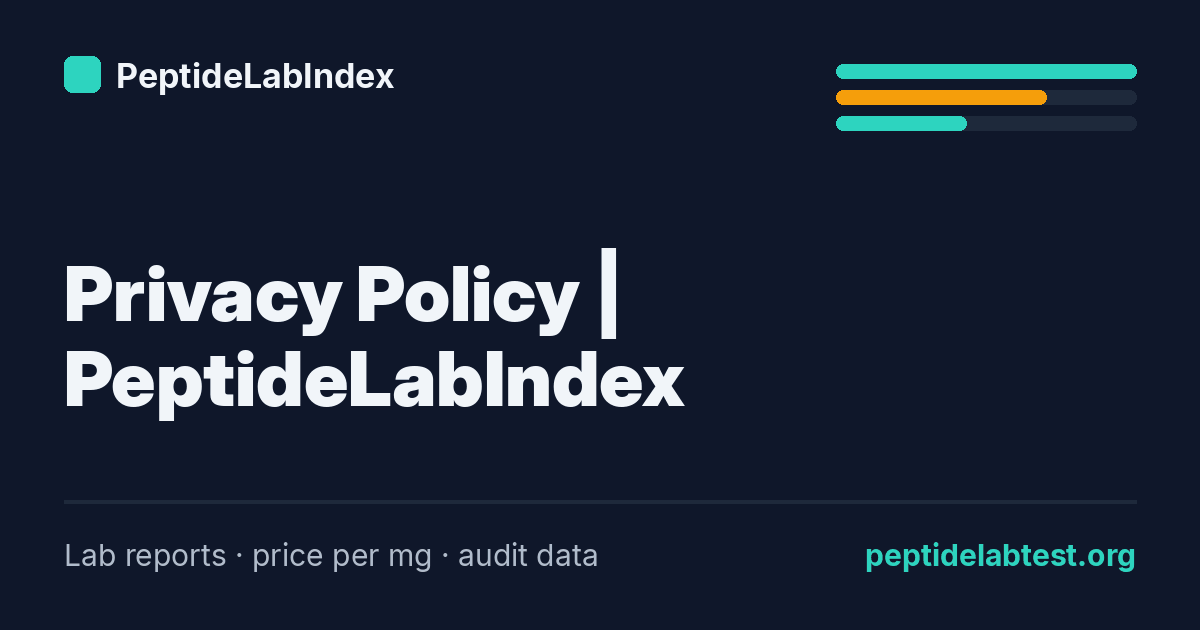 PeptideLabIndex
Privacy Policy |
PeptideLabIndex
Lab reports · price per mg · audit data
peptidelabtest.org